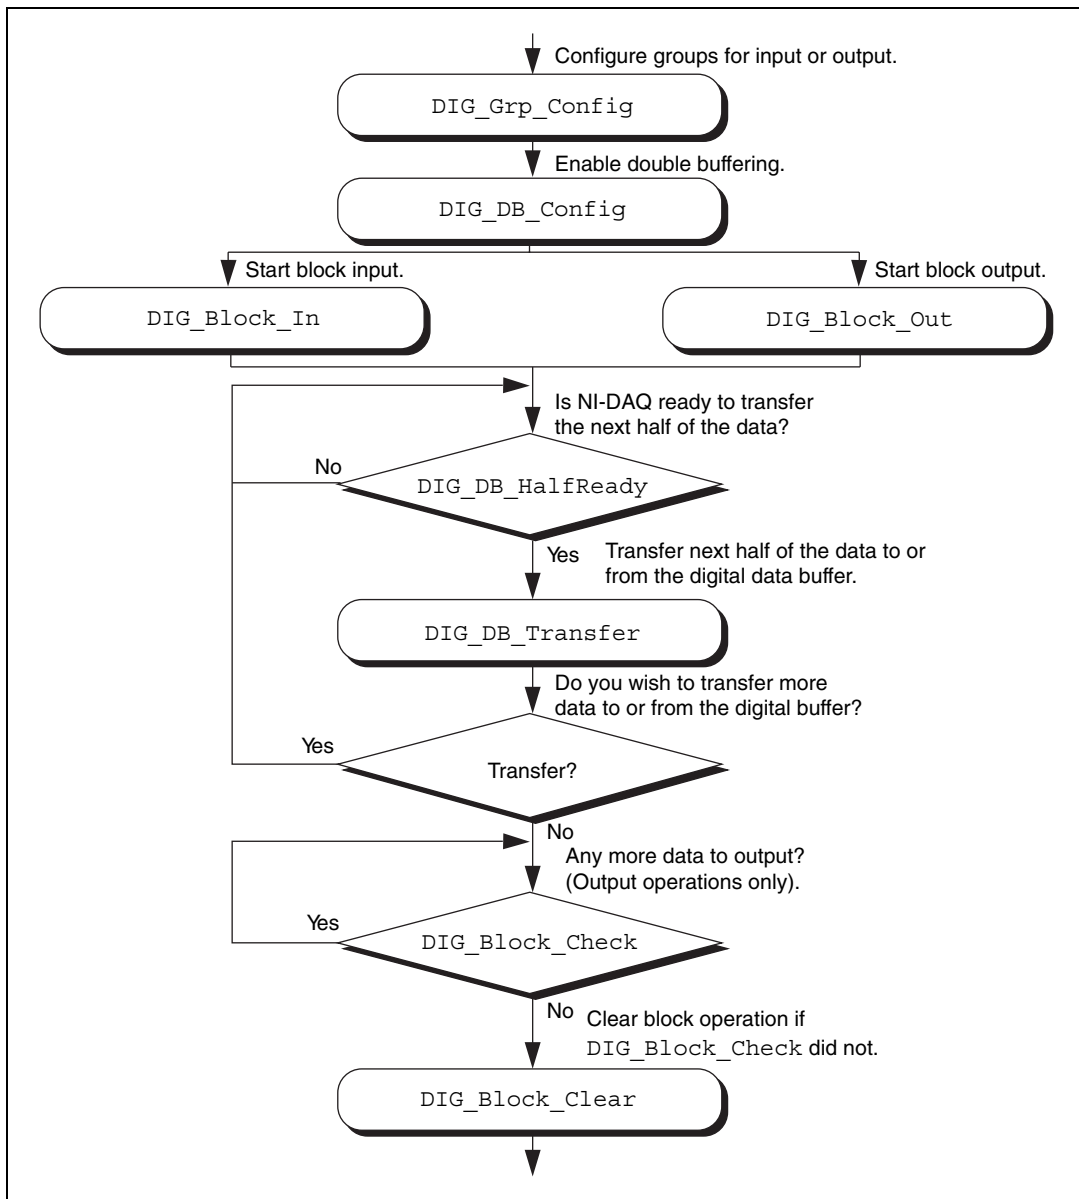 Configure groups for input or output.
DIG_Grp_Config
Enable double buffering.
DIG_DB_Config
Start block input.
Start block output.
DIG_Block_In
DIG_Block_Out
Is NI-DAQ ready to transfer
the next half of the data?
No
DIG_DB_HalfReady
Yes
Transfer next half of the data to or
from the digital data buffer.
DIG_DB_Transfer
Do you wish to transfer more
data to or from the digital buffer?
Yes
Transfer?
No
Any more data to output?
(Output operations only).
Yes
DIG_Block_Check
No
Clear block operation if
DIG_Block_Check did not.
DIG_Block_Clear